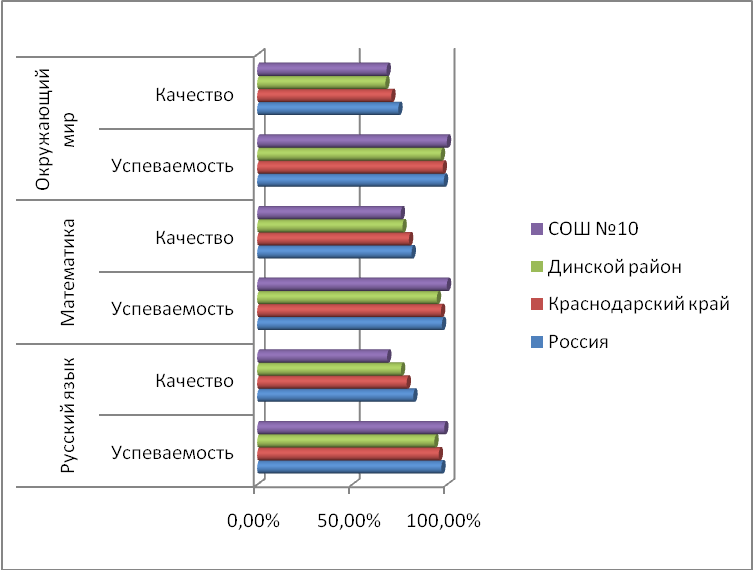 Окружающий
мир
Качество
Успеваемость
Математика
Качество
Успеваемость
Русский язык
Качество
Успеваемость
0,00%
50,00%
100,00%
СОШ №10
Динской район
Краснодарский край
Россия